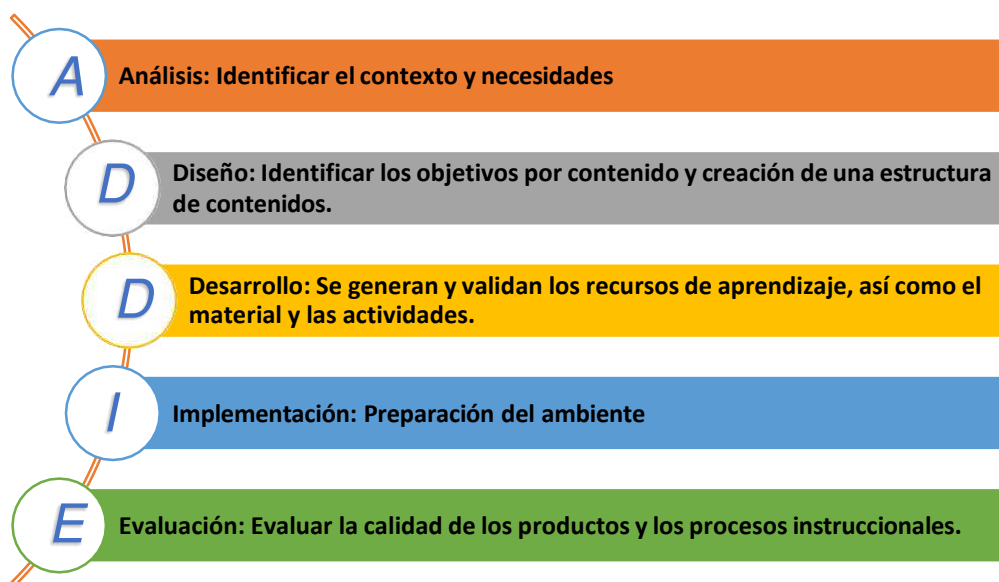 A
Análisis: Identificar el contexto y necesidades
D
Diseño: Identificar los objetivos por contenido y creación de una estructura
de contenidos.
D
Desarrollo: Se generan y validan los recursos de aprendizaje, así como el
material y las actividades.
I
Implementación: Preparación del ambiente
E
Evaluación: Evaluar la calidad de los productos y los procesos instruccionales.